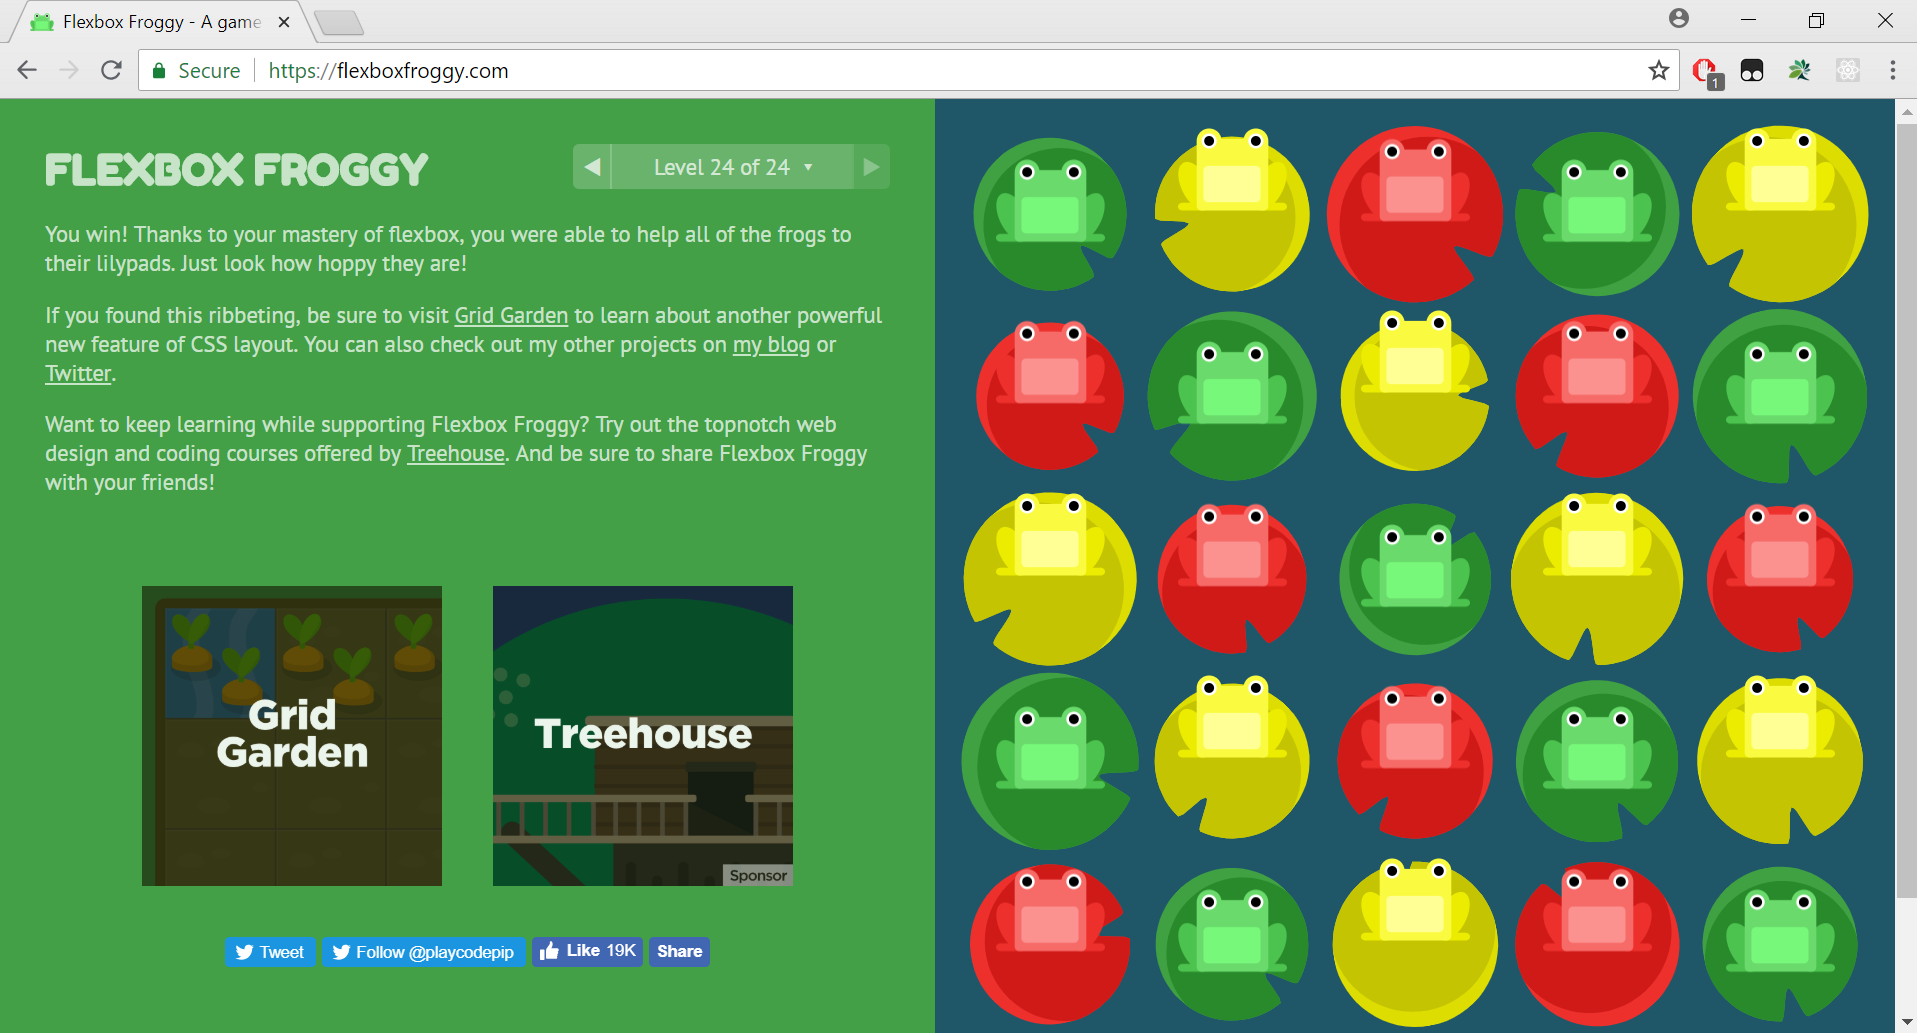 Flexbox Froggy - A game
Secure
https://flexboxfroggy.com
1
FLEXBOX FROGGY
Level 24 of 24
You win! Thanks to your mastery of flexbox, you were able to help all of the frogs to
their lilypads. Just look how hoppy they are!
If you found this ribbeting, be sure to visit Grid Garden to learn about another powerful
new feature of CSS layout. You can also check out my other projects on my blog or
Twitter.
Want to keep learning while supporting Flexbox Froggy? Try out the topnotch web
design and coding courses offered by Treehouse. And be sure to share Flexbox Froggy
with your friends!
Grid
Garden
Treehouse
Sponsor
Tweet
Follow @playcodepip
Like 19K
Share